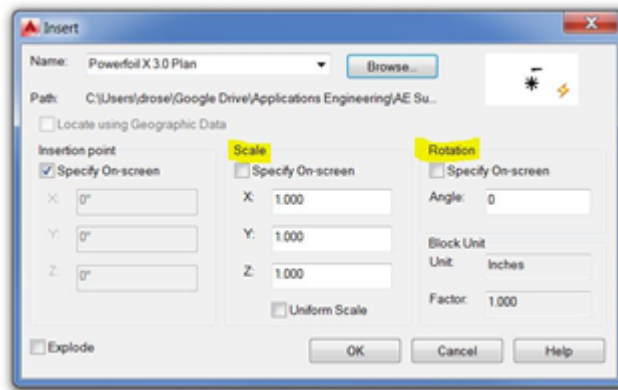 Insert
Name: Powerfoil X 3.0 Plan Browse...
Path: C:\Users\drose\Google Drive\Applications Engineering\AE Su...
Locate using Geographic Data
Insertion point
Specify On-screen
X: 0"
Y: 0"
Z: 0"
Scale
Specify On-screen
X: 1.000
Y: 1.000
Z: 1.000
Uniform Scale
Rotation
Specify On-screen
Angle: 0
Block Unit
Unit: Inches
Factor: 1.000
Explode
OK Cancel Help